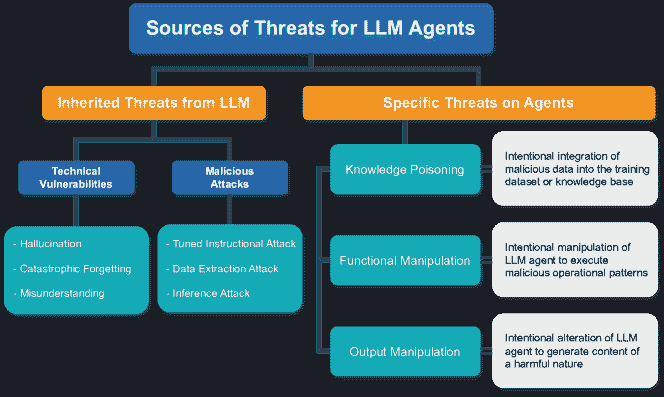 Sources of Threats for LLM Agents
Inherited Threats from LLM
Specific Threats on Agents
Technical
Vulnerabilities
Malicious
Attacks
- Hallucination
- Catastrophic Forgetting
- Misunderstanding
- Tuned Instructional Attack
- Data Extraction Attack
- Inference Attack
Knowledge Poisoning
Intentional integration of
malicious data into the training
dataset or knowledge base
Functional Manipulation
Intentional manipulation of
LLM agent to execute
malicious operational patterns
Output Manipulation
Intentional alteration of LLM
agent to generate content of
a harmful nature